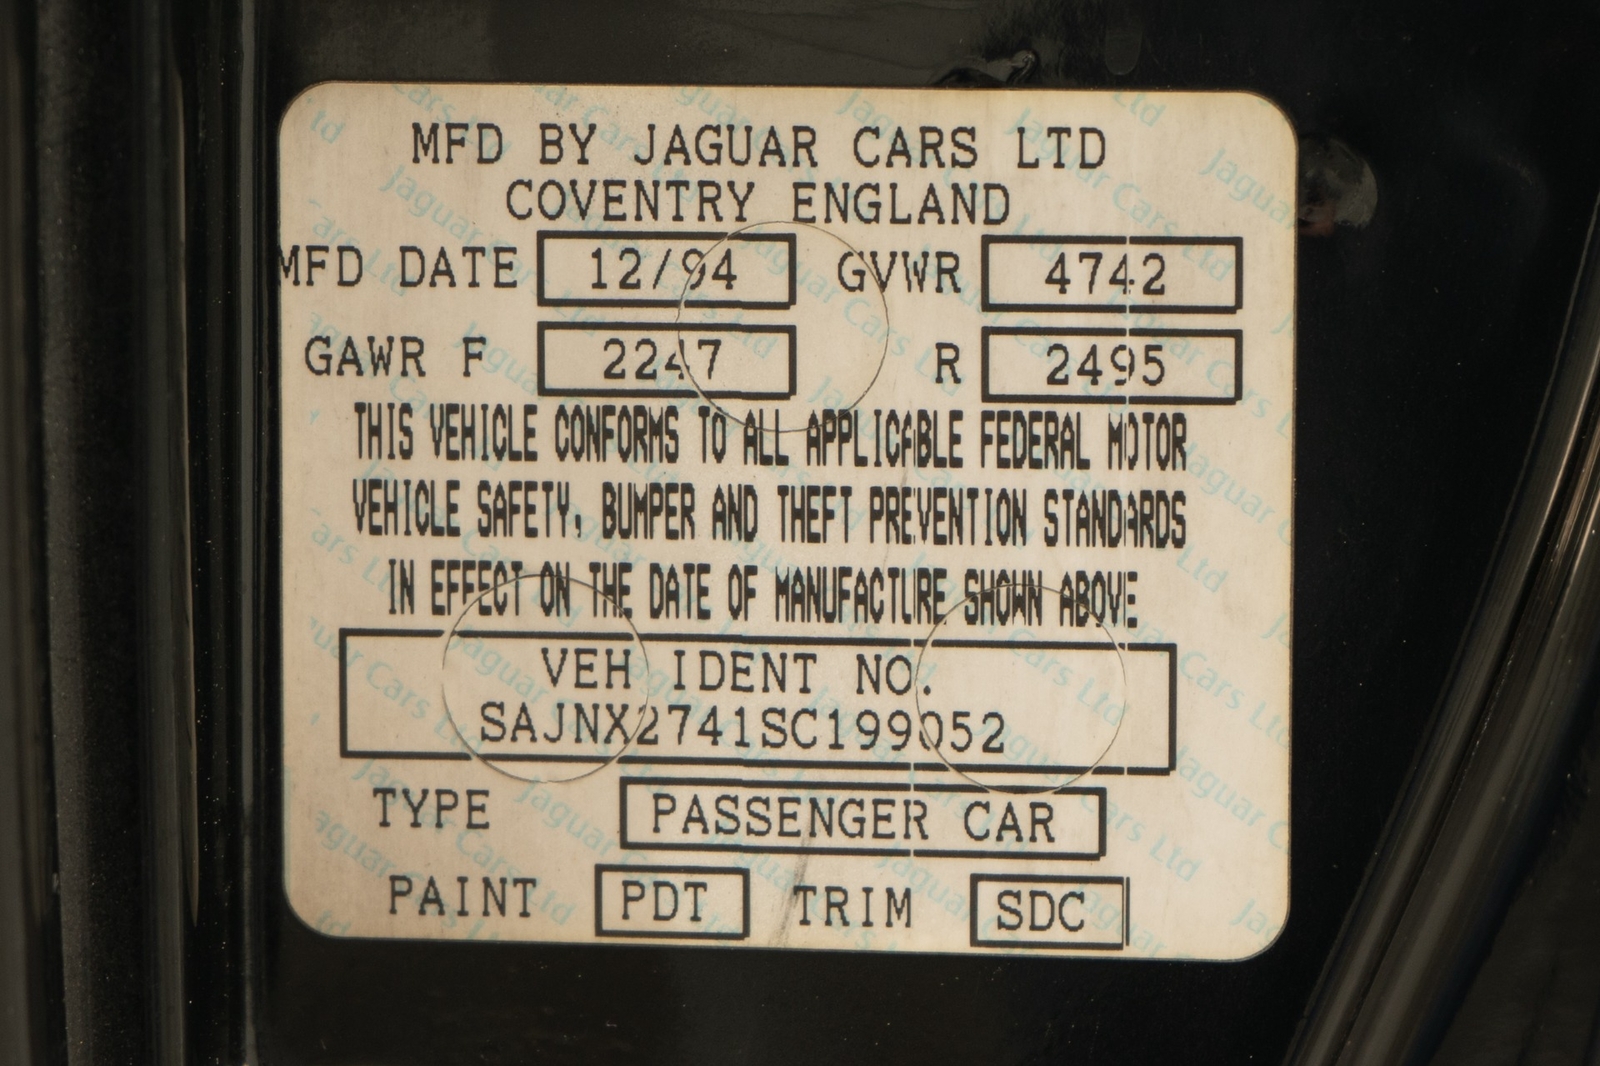 MFD BY JAGUAR CARS LTD
COVENTRY ENGLAND
MFD DATE 12/94 GVWR 4742
GAWR F 2247 R 2495
THIS VEHICLE CONFORMS TO ALL APPLICABLE FEDERAL MOTOR
VEHICLE SAFETY, BUMPER AND THEFT PREVENTION STANDARDS
IN EFFECT ON THE DATE OF MANUFACTURE SHOWN ABOVE
VEH IDENT NO.
SAJNX2741SC199052
TYPE PASSENGER CAR
PAINT PDT TRIM SDC